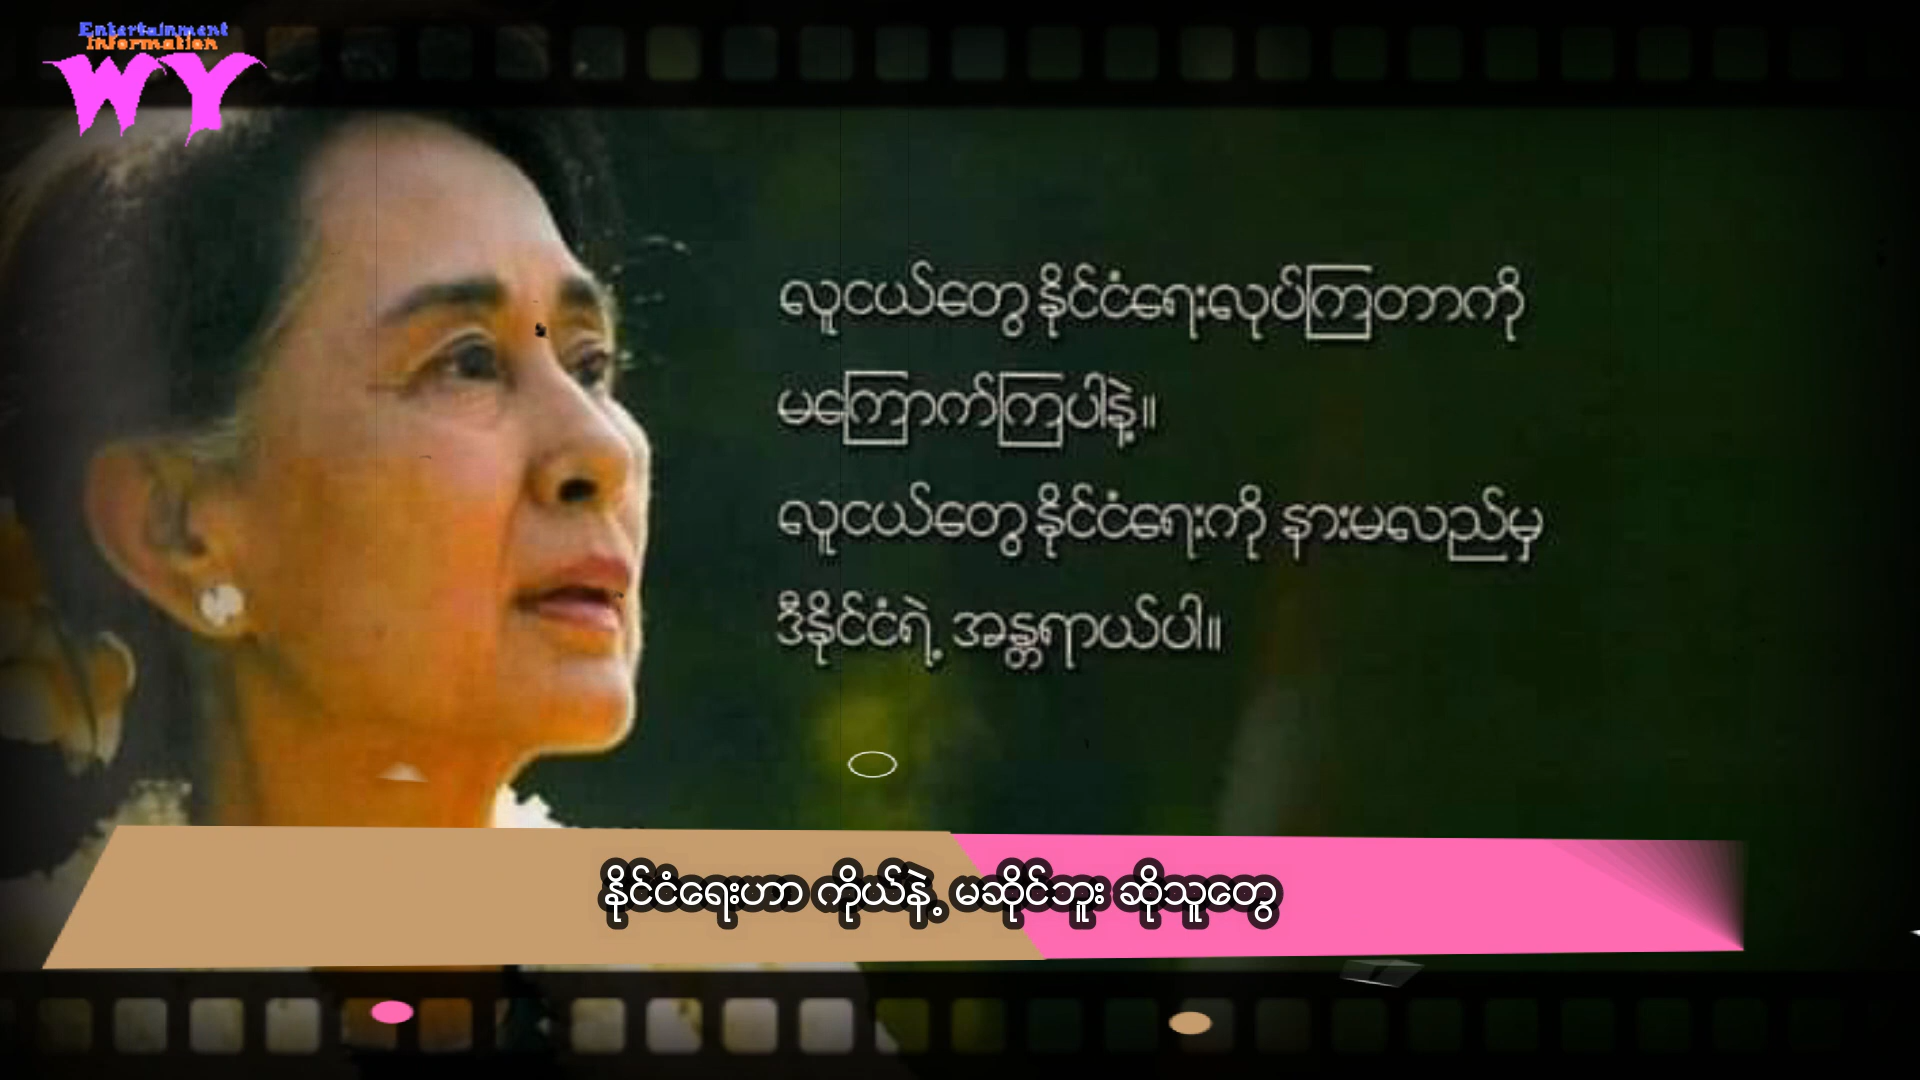 Entertainment
Information
WY
လူငယ်တွေ နိုင်ငံရေးလုပ်ကြတာကို
မကြောက်ကြပါနဲ့။
လူငယ်တွေ နိုင်ငံရေးကို နားမလည်မှ
ဒီနိုင်ငံရဲ့ အန္တရာယ်ပါ။
နိုင်ငံရေးဟာ ကိုယ်နဲ့ မဆိုင်ဘူး ဆိုသူတွေ